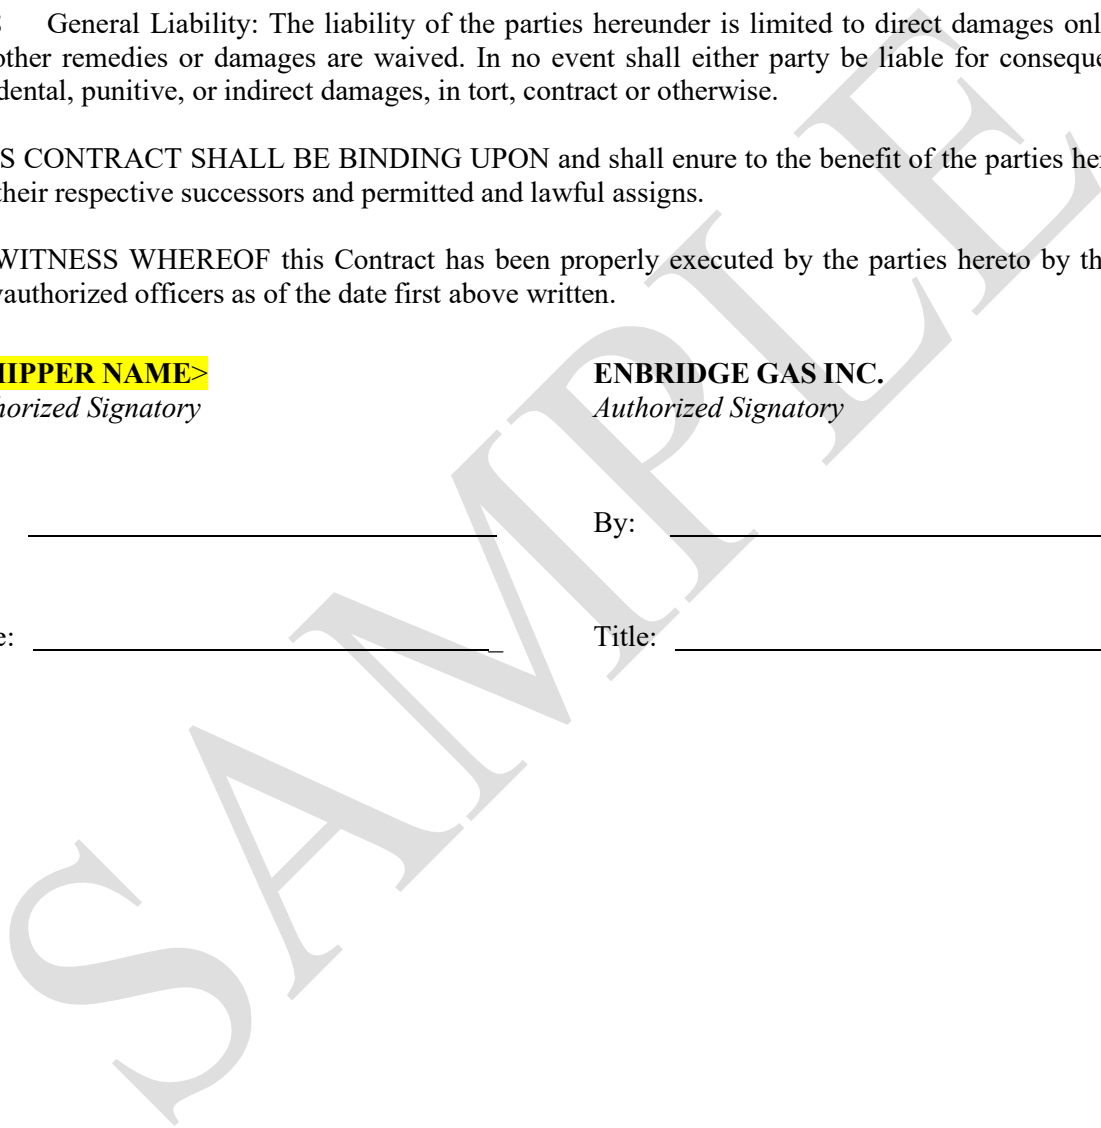 General Liability: The liability of the parties hereunder is limited to direct damages onl
other remedies or damages are waived. In no event shall either party be liable for conseque
dental, punitive, or indirect damages, in tort, contract or otherwise.
S CONTRACT SHALL BE BINDING UPON and shall enure to the benefit of the parties her
their respective successors and permitted and lawful assigns.
WITNESS WHEREOF this Contract has been properly executed by the parties hereto by th
authorized officers as of the date first above written.
HIPPER NAME>
horized Signatory
ENBRIDGE GAS INC.
Authorized Signatory
By:
e:
Title:
SAMPLE